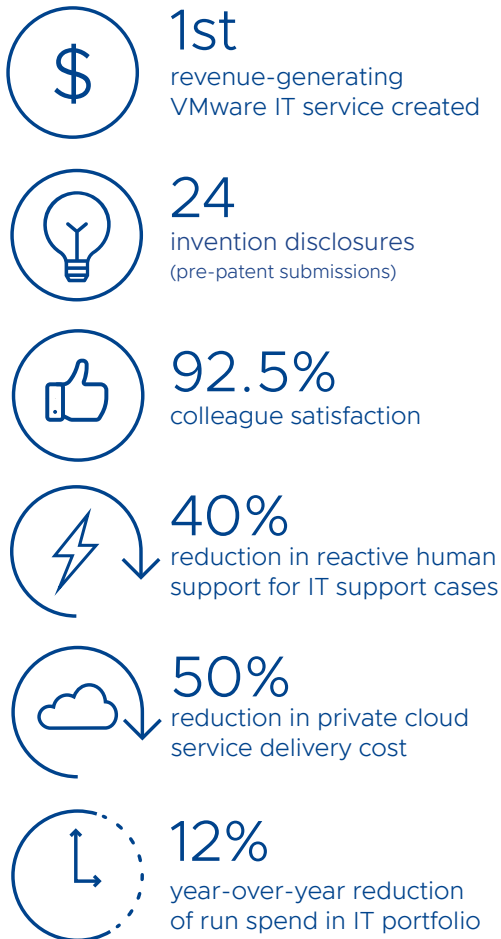 $
1st
revenue-generating
VMware IT service created
24
invention disclosures
(pre-patent submissions)
92.5%
colleague satisfaction
40%
reduction in reactive human
support for IT support cases
50%
reduction in private cloud
service delivery cost
12%
year-over-year reduction
of run spend in IT portfolio